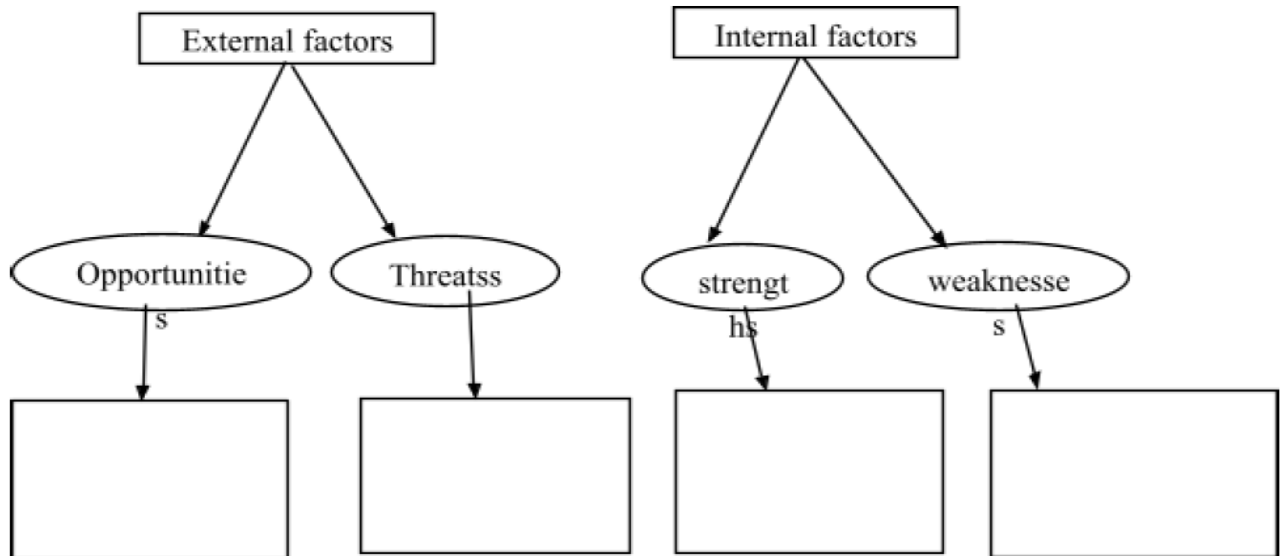 External factors
Internal factors
Opportunitie
s
Threatss
strengt
hs
weaknesse
s